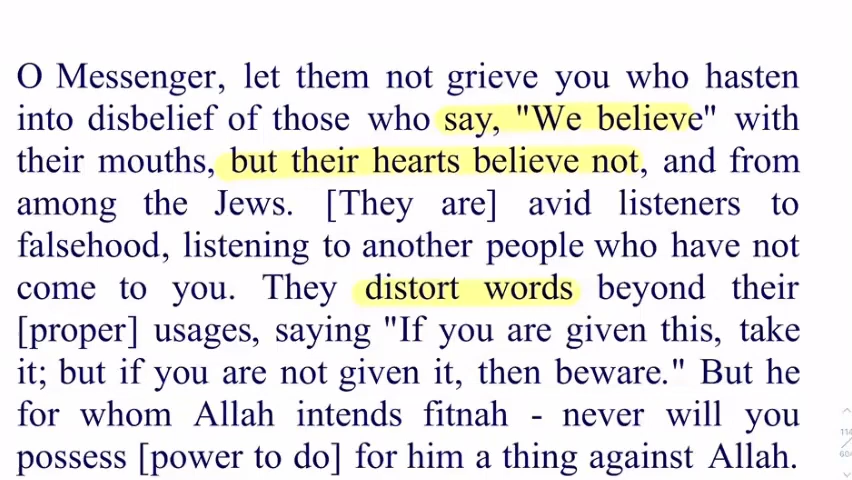 O Messenger, let them not grieve you who hasten
into disbelief of those who say, "We believe" with
their mouths, but their hearts believe not, and from
among the Jews. [They are] avid listeners to
falsehood, listening to another people who have not
come to you. They distort words beyond their
[proper] usages, saying "If you are given this, take
it; but if you are not given it, then beware." But he
for whom Allah intends fitnah - never will you
possess [power to do] for him a thing against Allah.
114
604